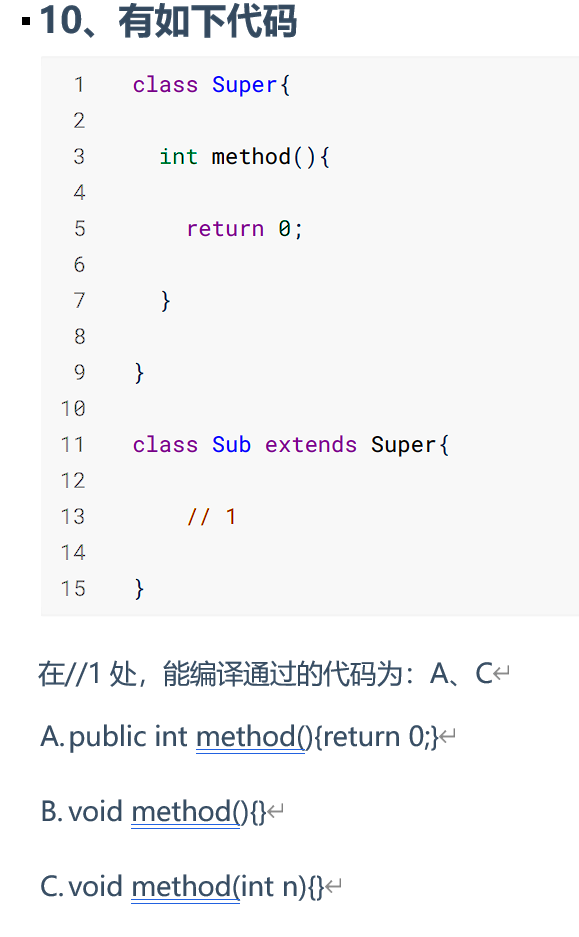 10、有如下代码
1 class Super{
2
3 int method(){
4
5 return 0;
6
7 }
8
9 }
10
11 class Sub extends Super{
12
13 // 1
14
15 }
在//1 处，能编译通过的代码为：A、C↵
A. public int method(){return 0;}↵
B. void method(){}↵
C. void method(int n){}↵